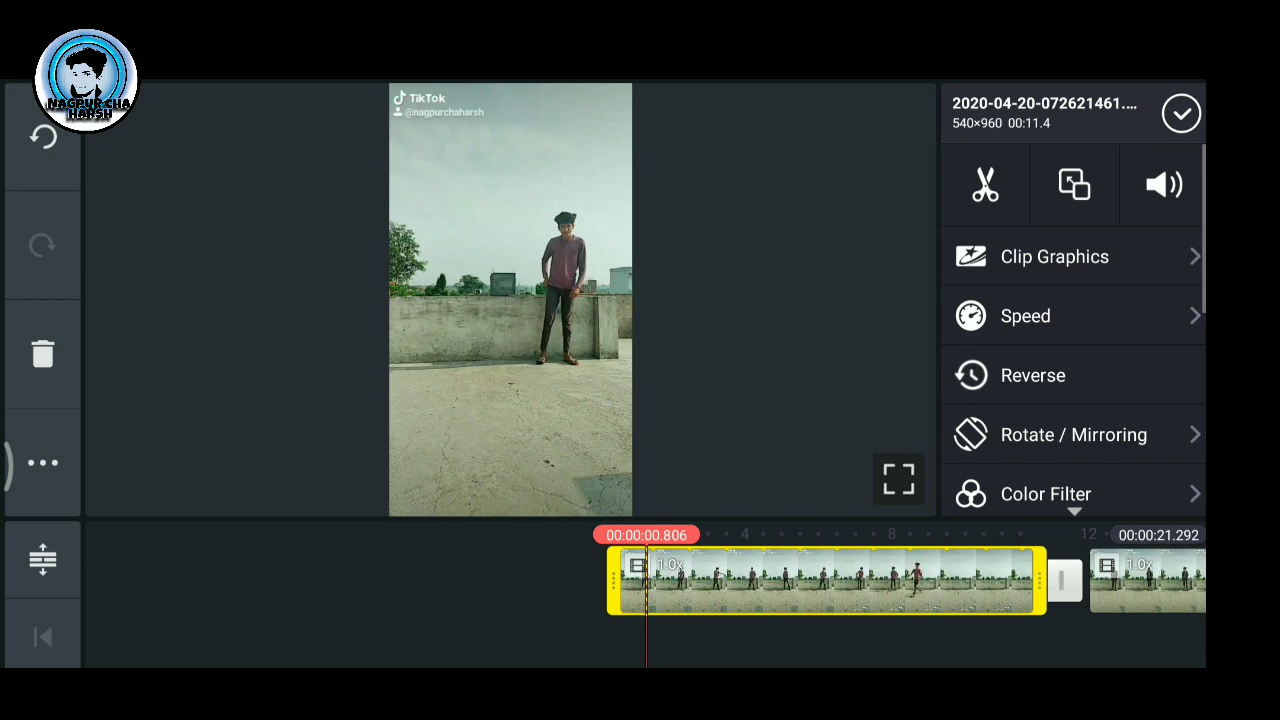 NAGPUR CHA
HARSH
TikTok
@nagpurchaharsh
2020-04-20-072621461....
540×960 00:11.4
Clip Graphics
Speed
Reverse
Rotate / Mirroring
Color Filter
00:00:00.806
4
8
12
00:00:21.292
1.0x
1.0x